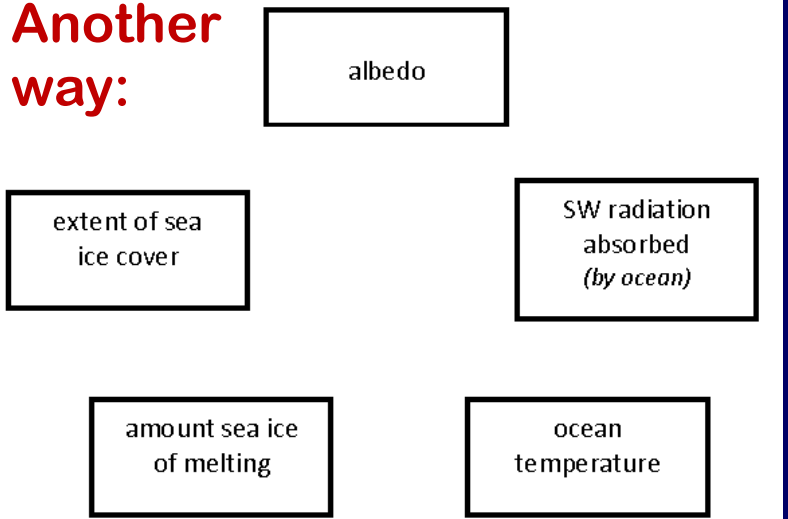 Another
way:
albedo
extent of sea
ice cover
SW radiation
absorbed
(by ocean)
amount sea ice
of melting
ocean
temperature